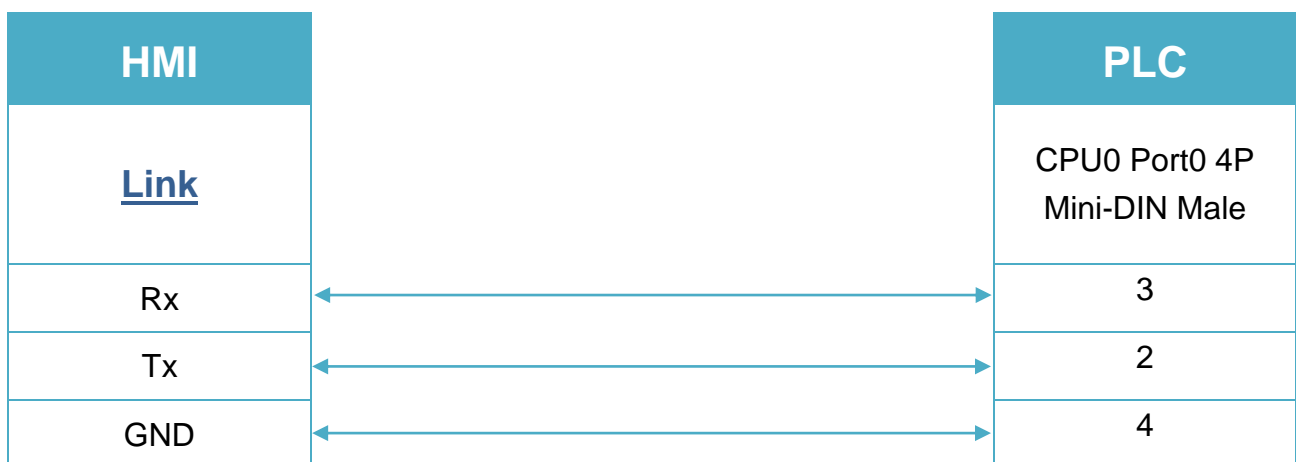 HMI PLC
Link CPU0 Port0 4P
Mini-DIN Male
Rx 3
Tx 2
GND 4